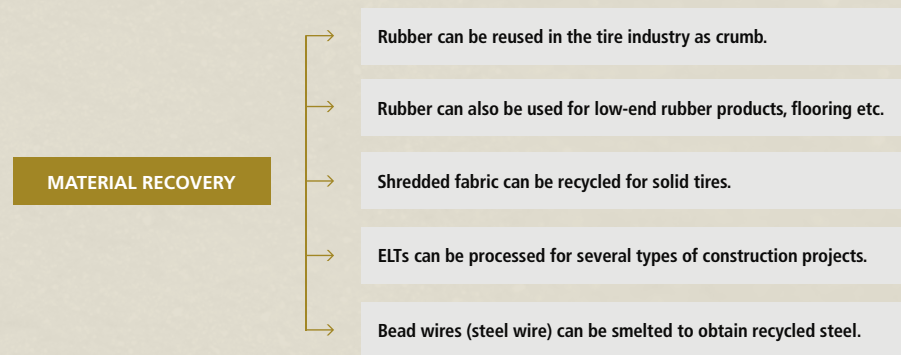 Rubber can be reused in the tire industry as crumb.
Rubber can also be used for low-end rubber products, flooring etc.
MATERIAL RECOVERY
Shredded fabric can be recycled for solid tires.
ELTs can be processed for several types of construction projects.
Bead wires (steel wire) can be smelted to obtain recycled steel.